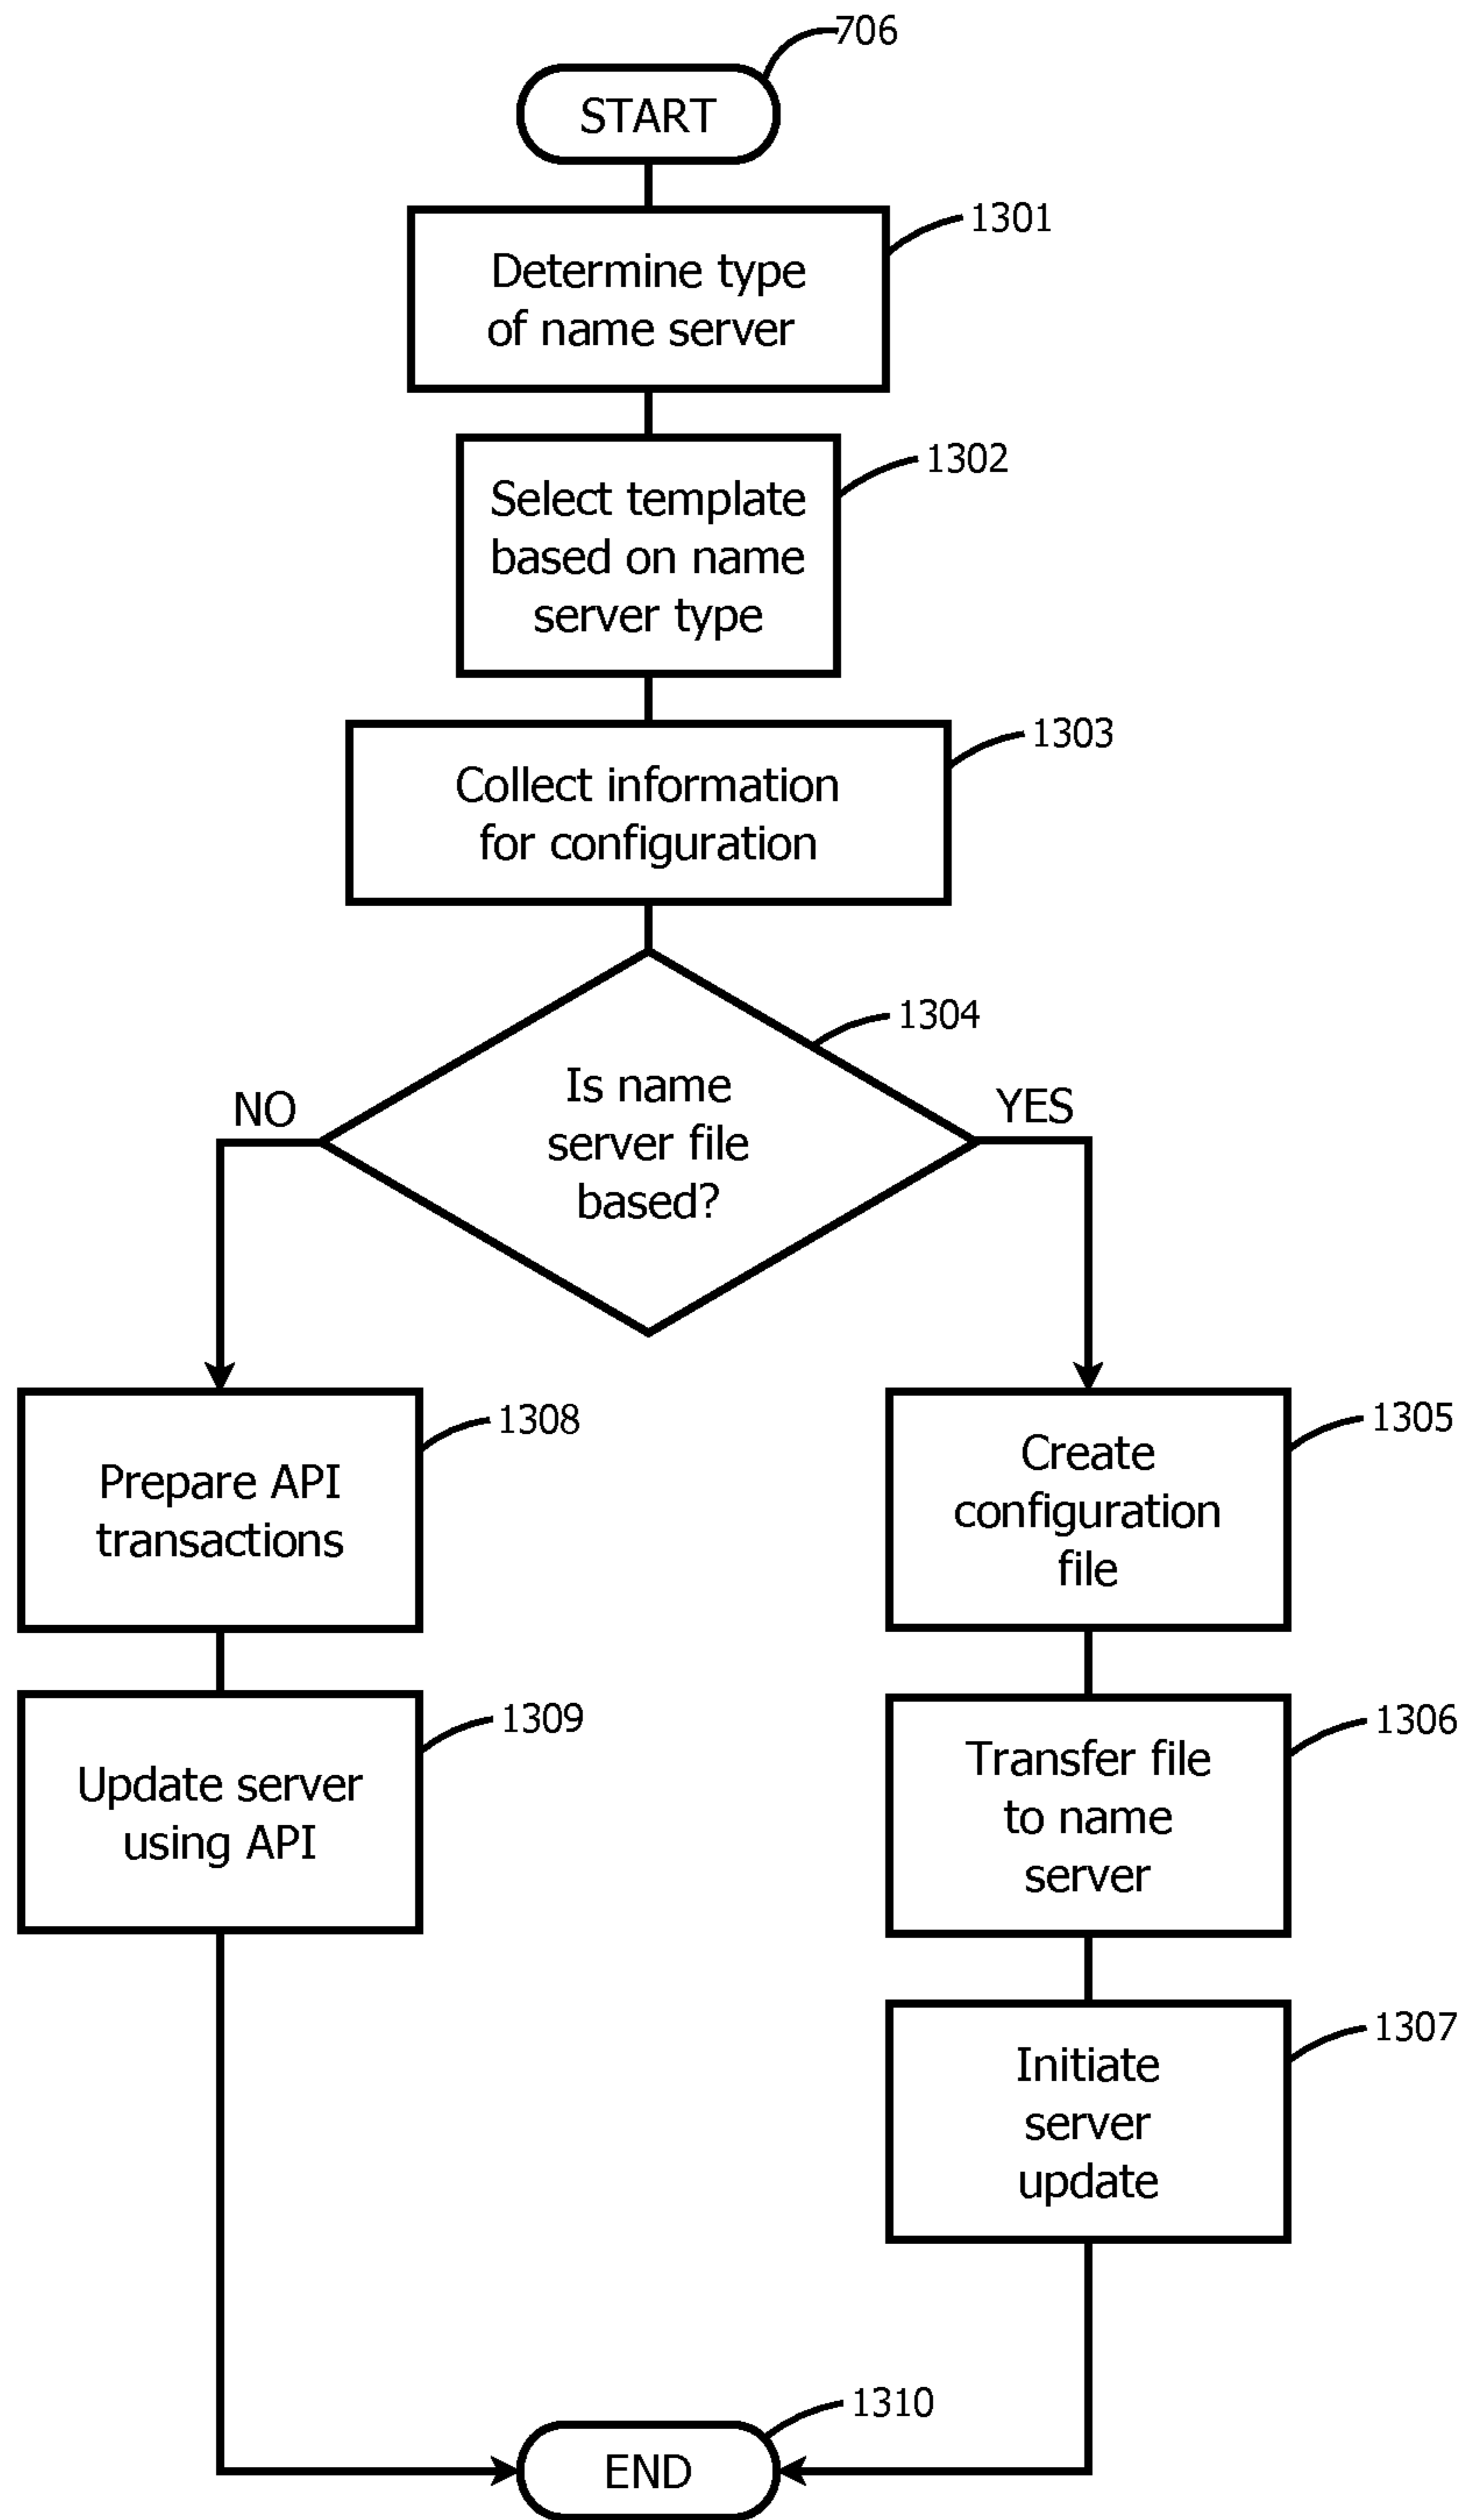 706
START
1301
Determine type
of name server
1302
Select template
based on name
server type
1303
Collect information
for configuration
1304
Is name
server file
based?
NO
YES
1308
Prepare API
transactions
1309
Update server
using API
1305
Create
configuration
file
1306
Transfer file
to name
server
1307
Initiate
server
update
1310
END